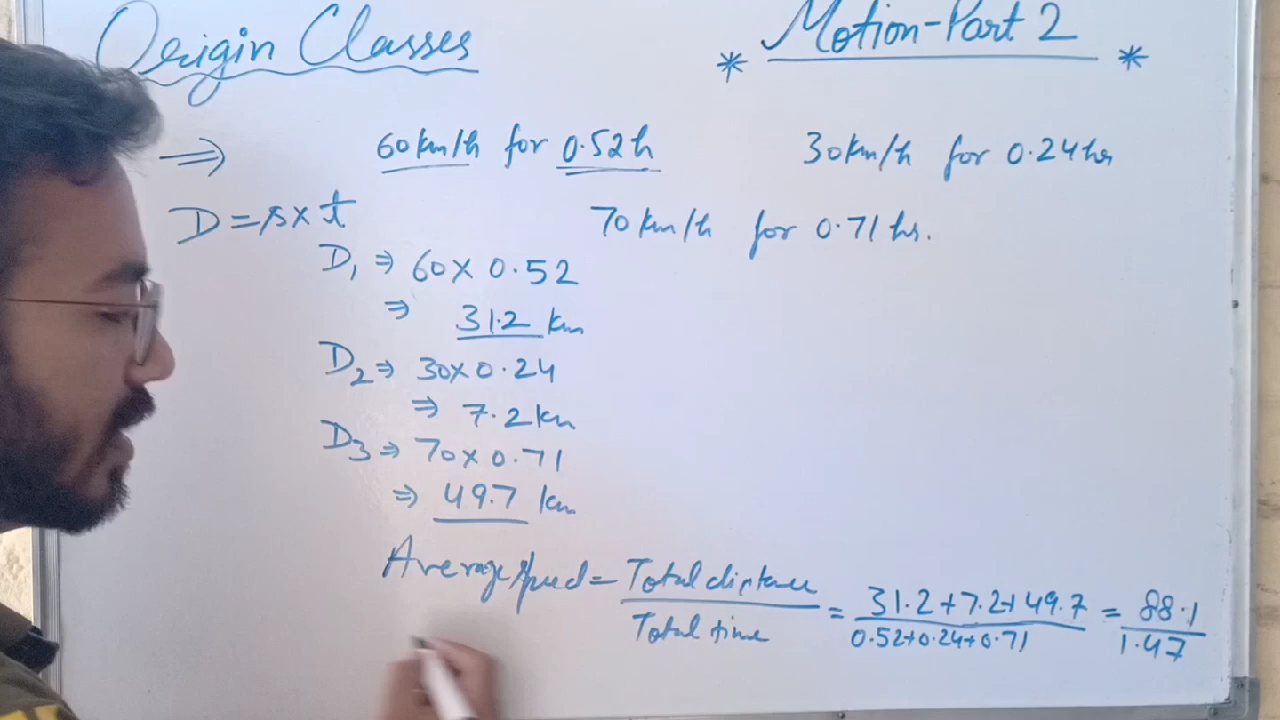 Origin Classes
* Motion-Part 2 *
⇒ 60km/h for 0.52h 30km/h for 0.24hr
70km/h for 0.71hr.
D = s × t
D1 ⇒ 60 × 0.52
⇒ 31.2 km
D2 ⇒ 30 × 0.24
⇒ 7.2 km
D3 ⇒ 70 × 0.71
⇒ 49.7 km
Average speed = Total distance / Total time = 31.2 + 7.2 + 49.7 / 0.52 + 0.24 + 0.71 = 88.1 / 1.47